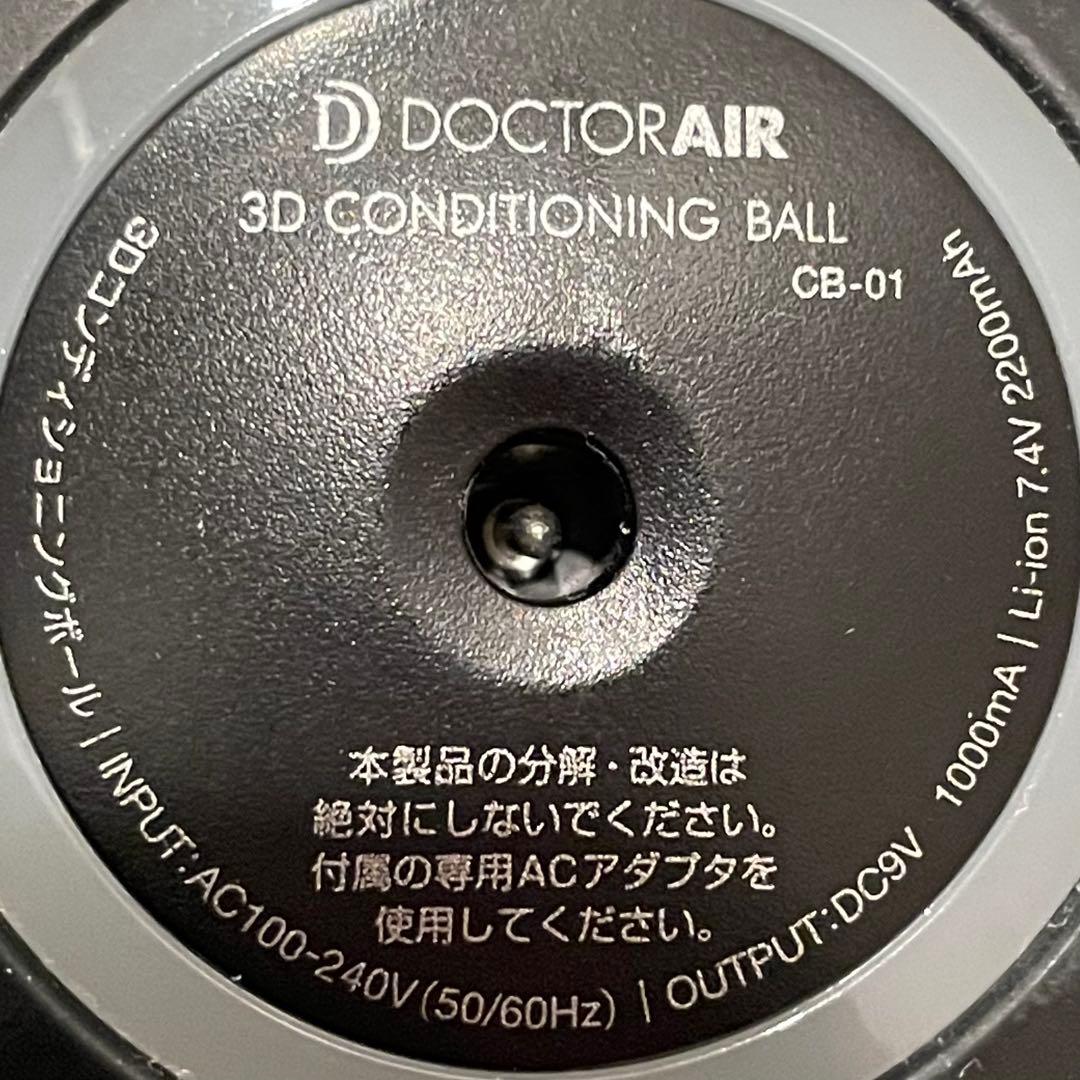 DOCTORAIR
3D CONDITIONING BALL
CB-01
3Dコンディショニングボール | INPUT:AC100-240V(50/60Hz) | OUTPUT:DC9V 1000mA | Li-ion 7.4V 2200mAh
本製品の分解・改造は
絶対にしないでください。
付属の専用ACアダプタを
使用してください。